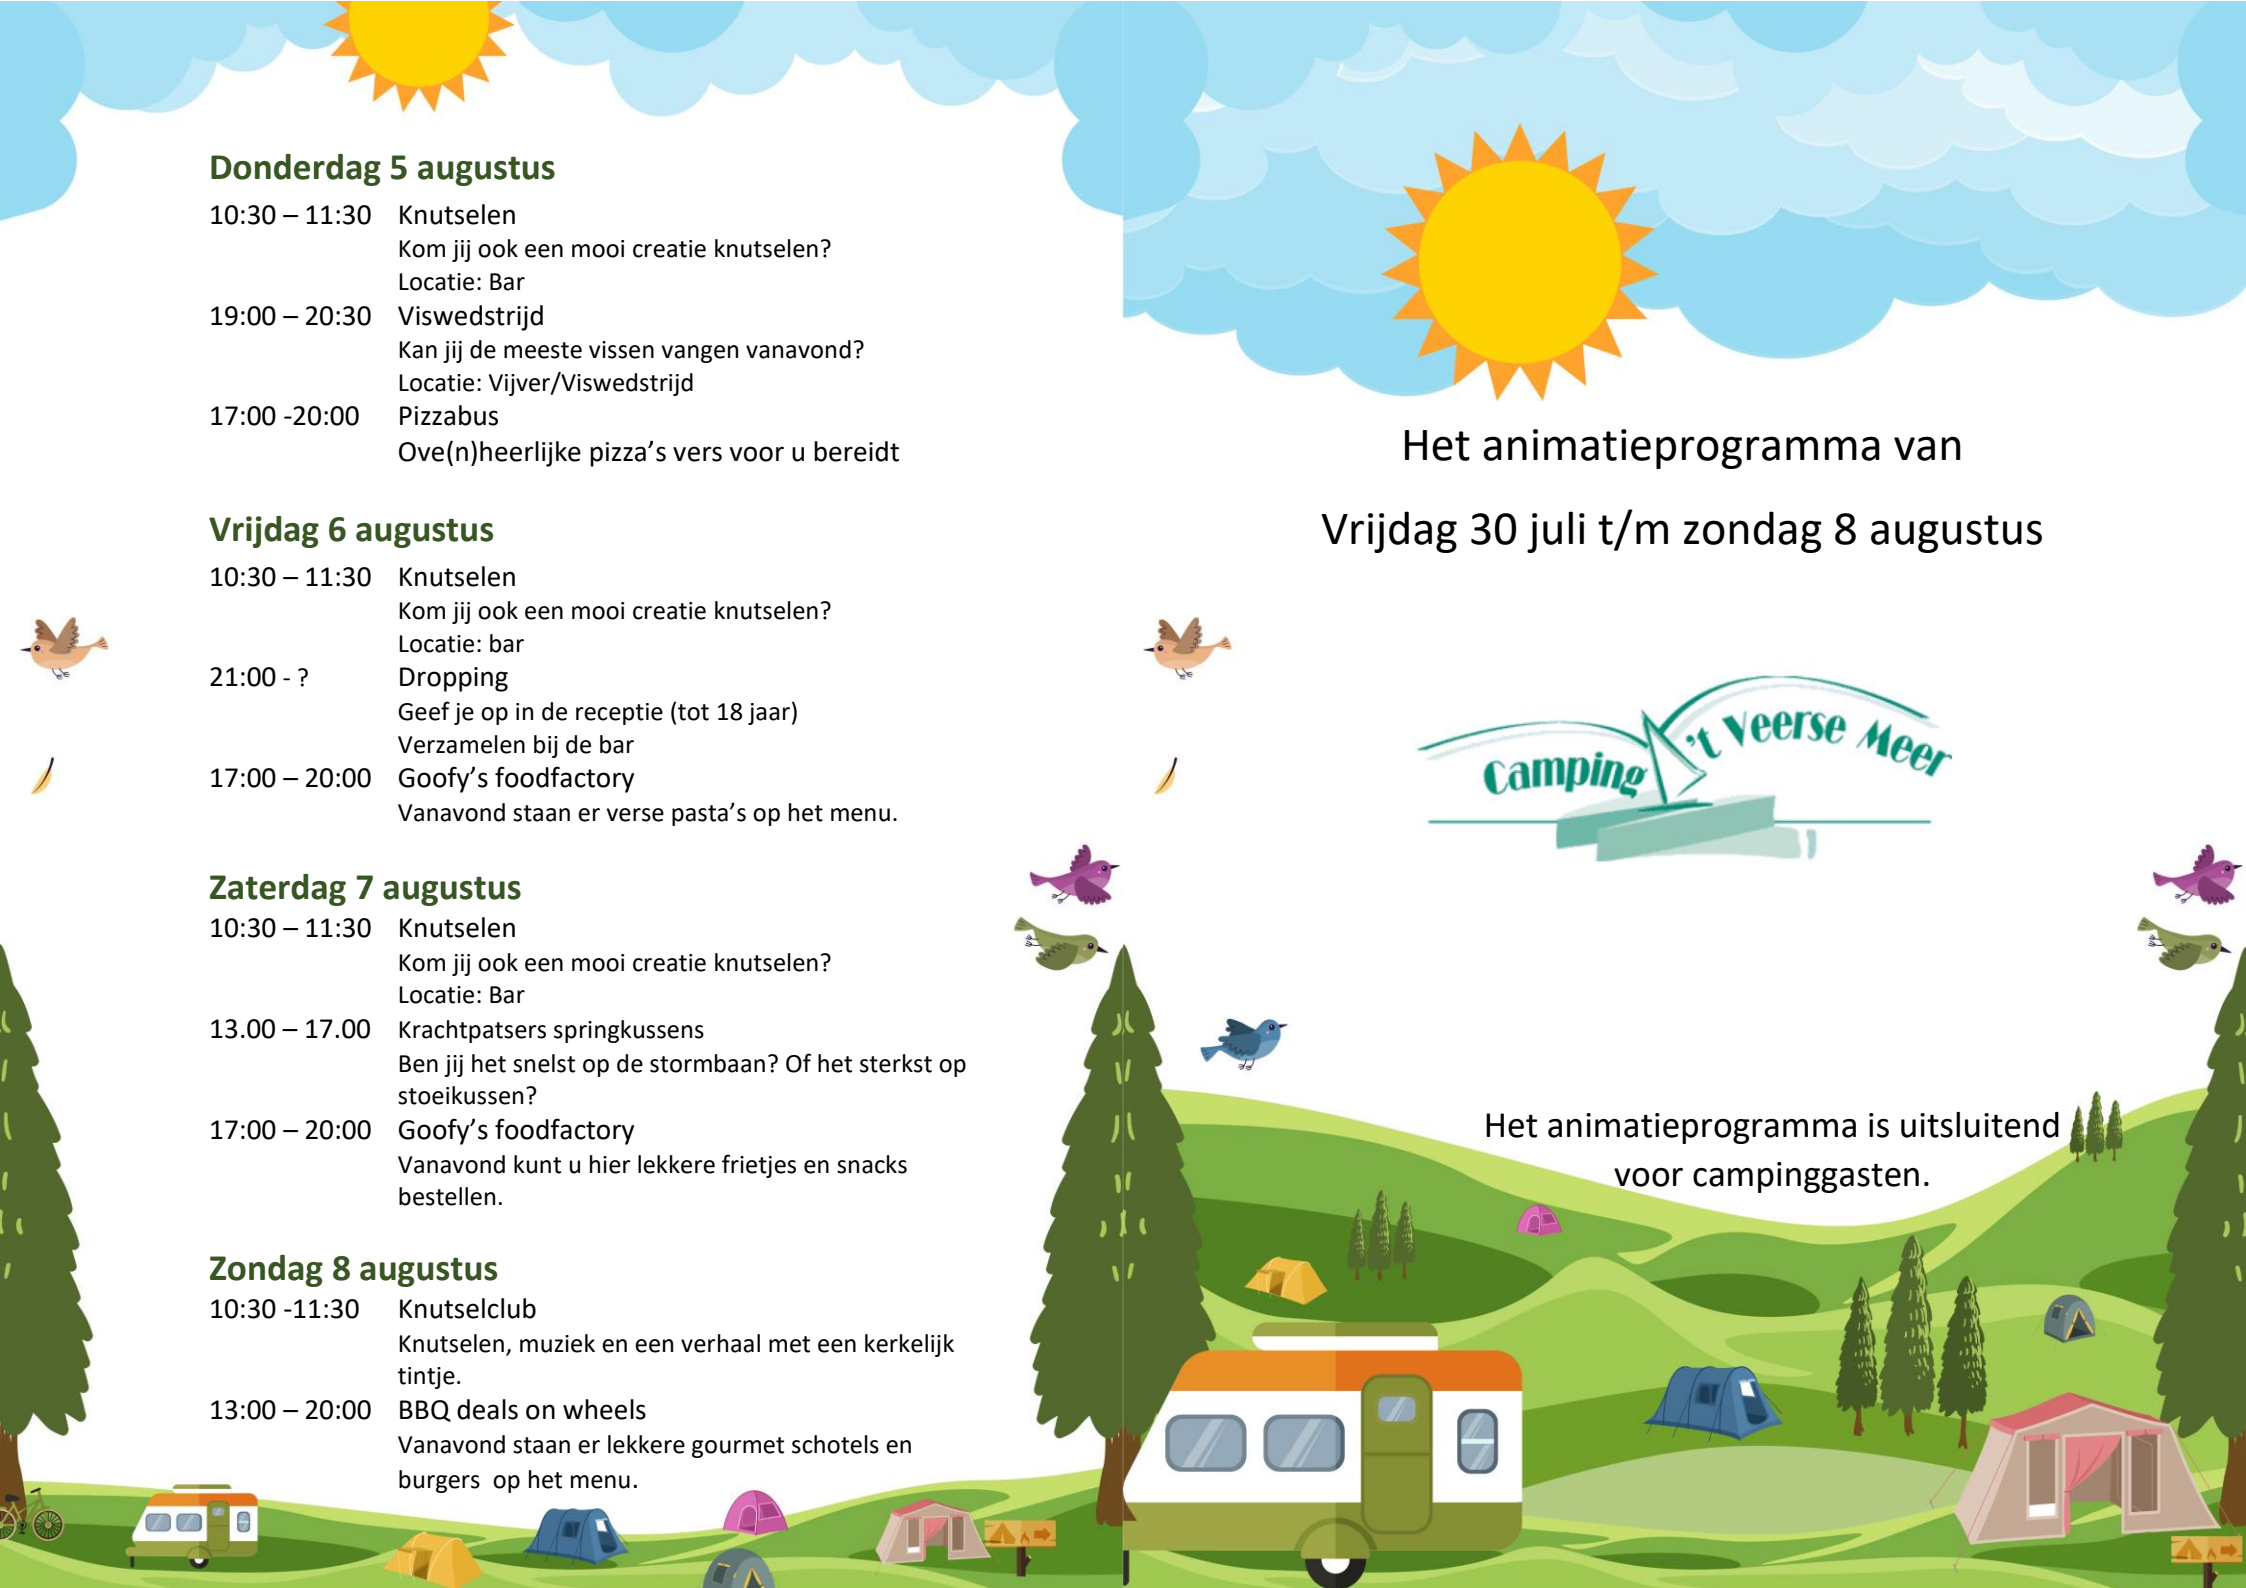 Donderdag 5 augustus
10:30 – 11:30 Knutselen
Kom jij ook een mooi creatie knutselen?
Locatie: Bar
19:00 – 20:30 Viswedstrijd
Kan jij de meeste vissen vangen vanavond?
Locatie: Vijver/Viswedstrijd
17:00 -20:00 Pizzabus
Ove(n)heerlijke pizza’s vers voor u bereidt
Vrijdag 6 augustus
10:30 – 11:30 Knutselen
Kom jij ook een mooi creatie knutselen?
Locatie: bar
21:00 - ? Dropping
Geef je op in de receptie (tot 18 jaar)
Verzamelen bij de bar
17:00 – 20:00 Goofy’s foodfactory
Vanavond staan er verse pasta’s op het menu.
Zaterdag 7 augustus
10:30 – 11:30 Knutselen
Kom jij ook een mooi creatie knutselen?
Locatie: Bar
13.00 – 17.00 Krachtpatsers springkussens
Ben jij het snelst op de stormbaan? Of het sterkst op
stoeikussen?
17:00 – 20:00 Goofy’s foodfactory
Vanavond kunt u hier lekkere frietjes en snacks
bestellen.
Zondag 8 augustus
10:30 -11:30 Knutselclub
Knutselen, muziek en een verhaal met een kerkelijk
tintje.
13:00 – 20:00 BBQ deals on wheels
Vanavond staan er lekkere gourmet schotels en
burgers op het menu.
Het animatieprogramma van
Vrijdag 30 juli t/m zondag 8 augustus
Camping 't Veerse Meer
Het animatieprogramma is uitsluitend
voor campinggasten.